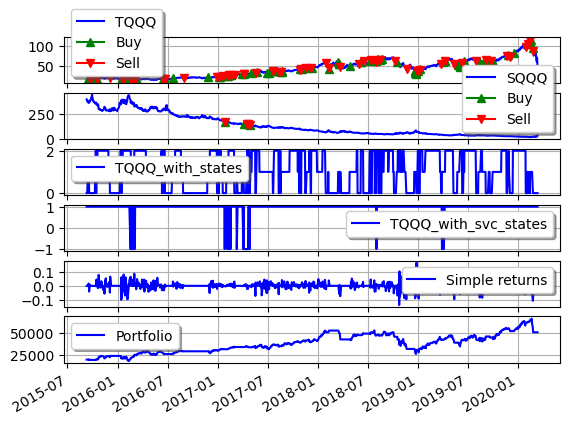 TQQQ
Buy
Sell
100
50
SQQQ
Buy
Sell
250
0
2
0
TQQQ_with_states
1
0
−1
TQQQ_with_svc_states
0.1
0.0
−0.1
Simple returns
50000
25000
Portfolio
2015-07
2016-01
2016-07
2017-01
2017-07
2018-01
2018-07
2019-01
2019-07
2020-01